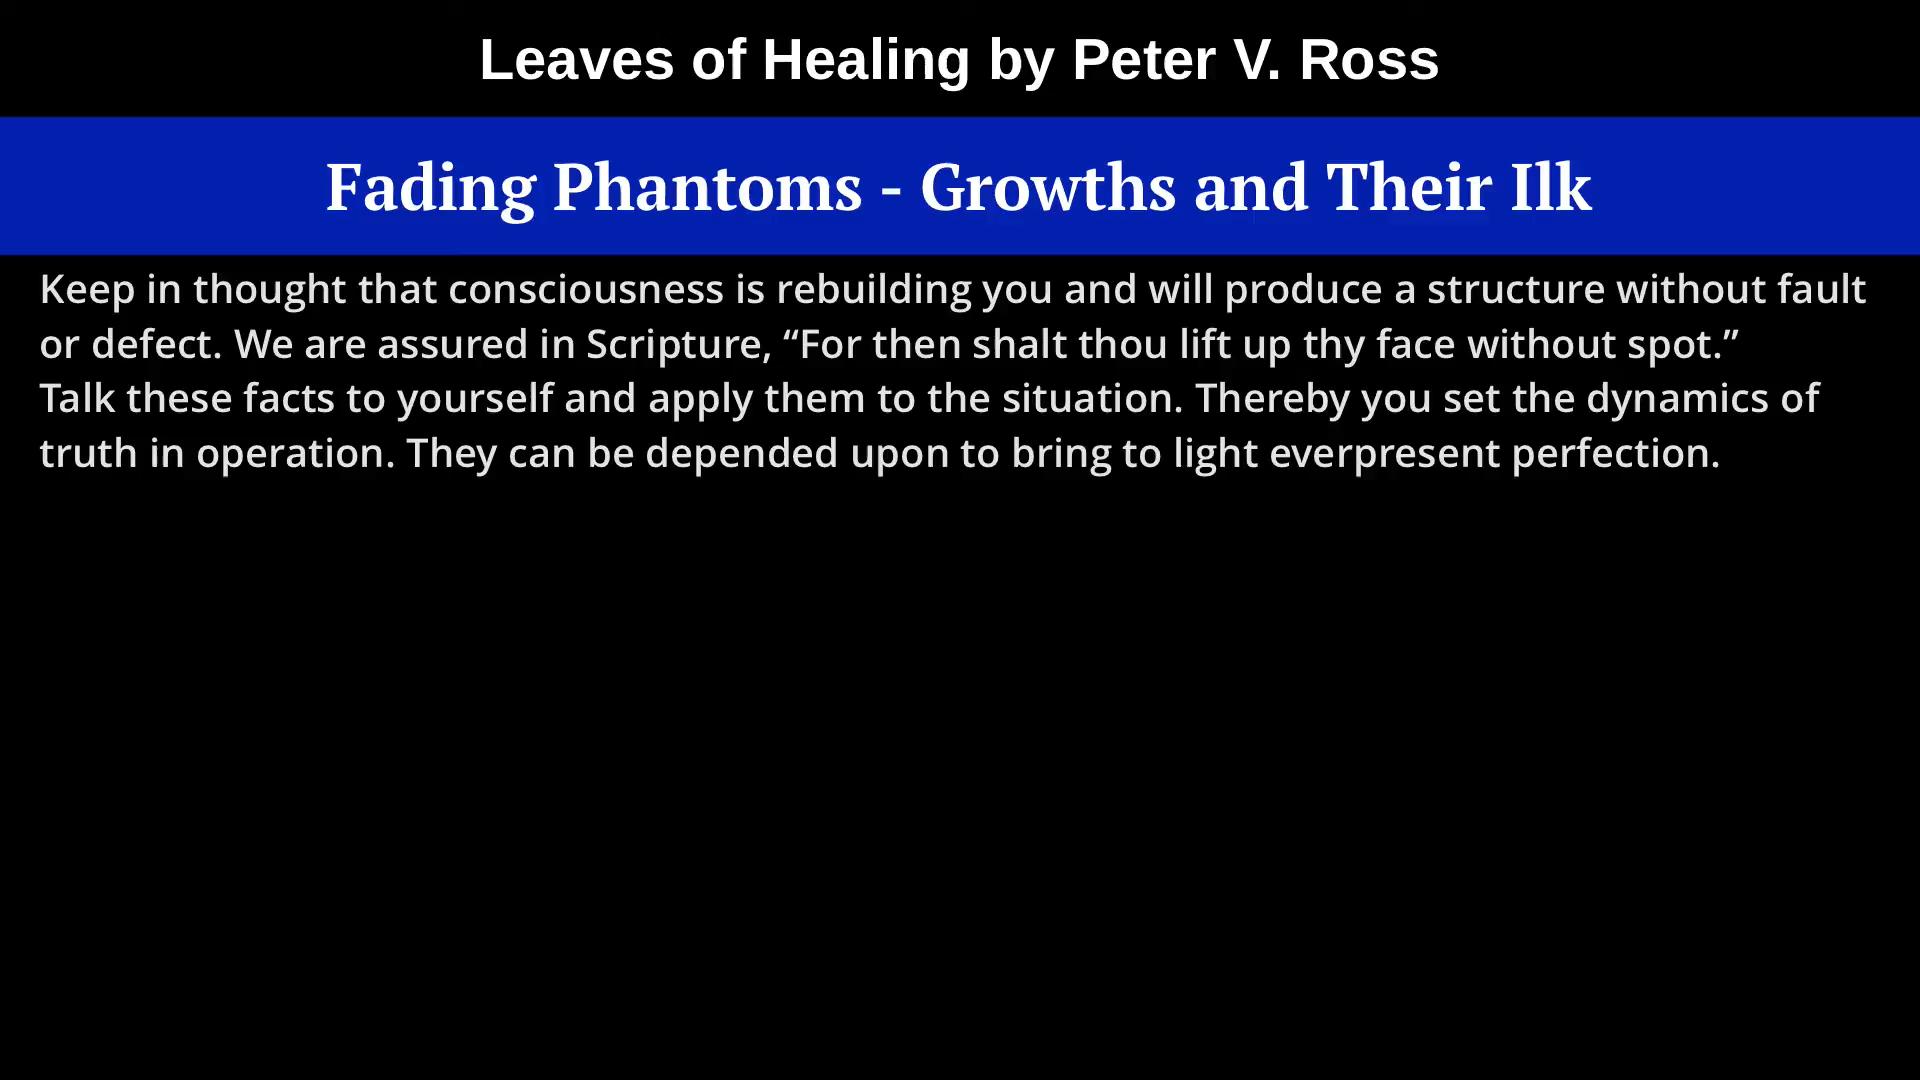 Leaves of Healing by Peter V. Ross
Fading Phantoms - Growths and Their Ilk
Keep in thought that consciousness is rebuilding you and will produce a structure without fault
or defect. We are assured in Scripture, “For then shalt thou lift up thy face without spot.”
Talk these facts to yourself and apply them to the situation. Thereby you set the dynamics of
truth in operation. They can be depended upon to bring to light everpresent perfection.